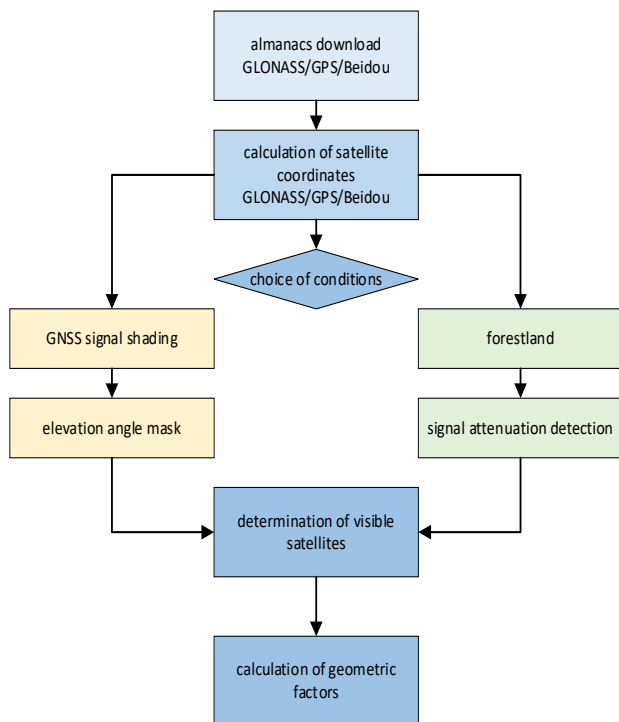 almanacs download
GLONASS/GPS/Beidou
calculation of satellite
coordinates
GLONASS/GPS/Beidou
choice of conditions
GNSS signal shading
forestland
elevation angle mask
signal attenuation detection
determination of visible
satellites
calculation of geometric
factors